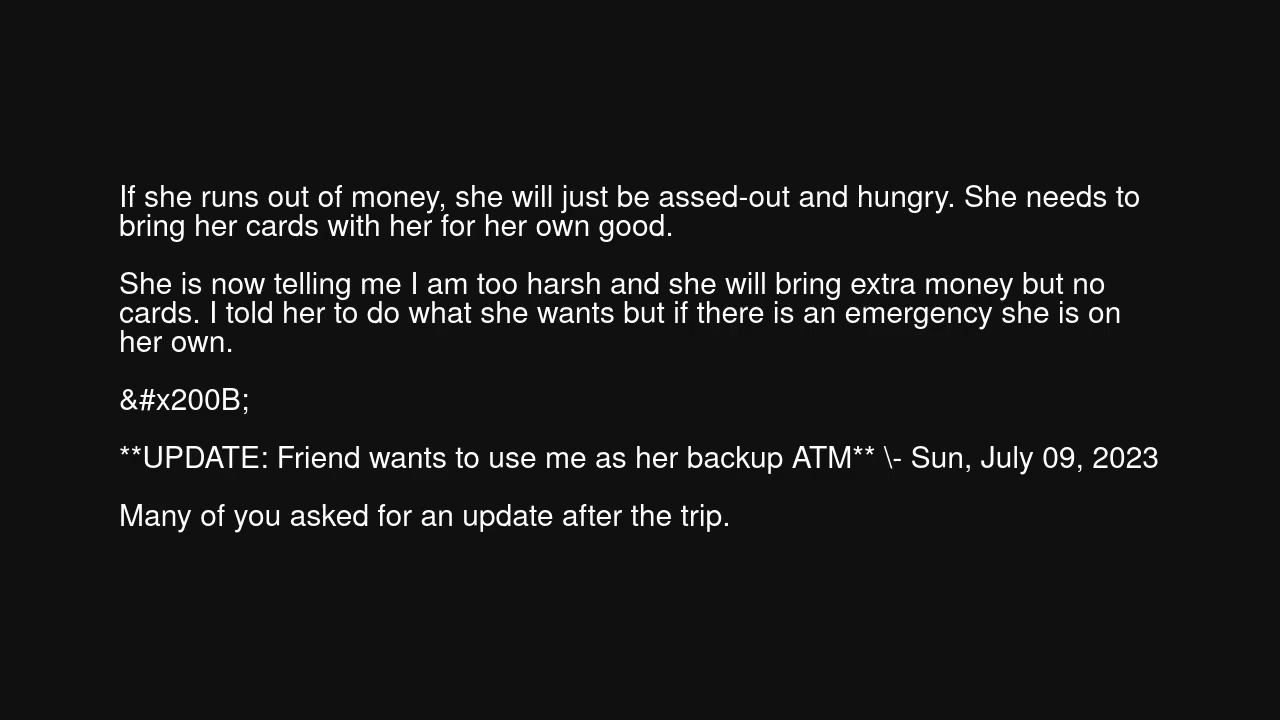 If she runs out of money, she will just be assed-out and hungry. She needs to
bring her cards with her for her own good.
She is now telling me I am too harsh and she will bring extra money but no
cards. I told her to do what she wants but if there is an emergency she is on
her own.
&#x200B;
**UPDATE: Friend wants to use me as her backup ATM** \- Sun, July 09, 2023
Many of you asked for an update after the trip.